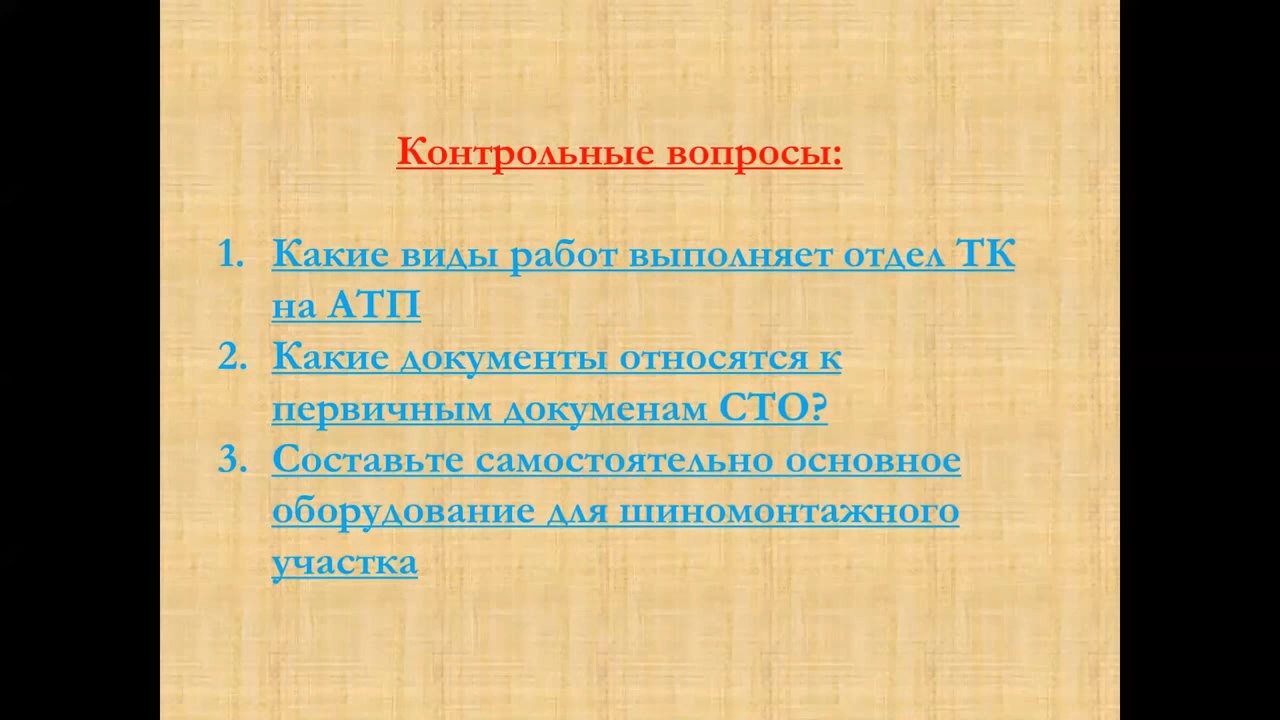 Контрольные вопросы:
1. Какие виды работ выполняет отдел ТК
на АТП
2. Какие документы относятся к
первичным докуменам СТО?
3. Составьте самостоятельно основное
оборудование для шиномонтажного
участка